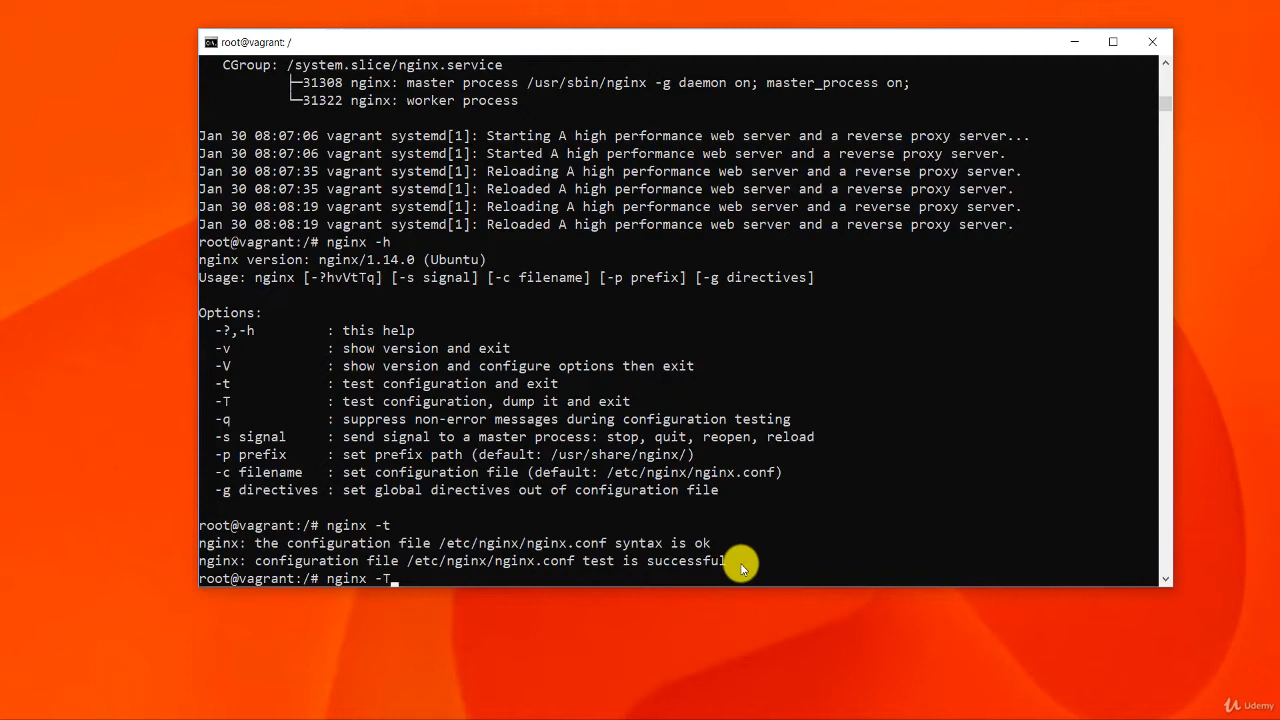 root@vagrant: /
CGroup: /system.slice/nginx.service
├─31308 nginx: master process /usr/sbin/nginx -g daemon on; master_process on;
└─31322 nginx: worker process
Jan 30 08:07:06 vagrant systemd[1]: Starting A high performance web server and a reverse proxy server...
Jan 30 08:07:06 vagrant systemd[1]: Started A high performance web server and a reverse proxy server.
Jan 30 08:07:35 vagrant systemd[1]: Reloading A high performance web server and a reverse proxy server.
Jan 30 08:07:35 vagrant systemd[1]: Reloaded A high performance web server and a reverse proxy server.
Jan 30 08:08:19 vagrant systemd[1]: Reloading A high performance web server and a reverse proxy server.
Jan 30 08:08:19 vagrant systemd[1]: Reloaded A high performance web server and a reverse proxy server.
root@vagrant:/# nginx -h
nginx version: nginx/1.14.0 (Ubuntu)
Usage: nginx [-?hvVtTq] [-s signal] [-c filename] [-p prefix] [-g directives]
Options:
-?,-h : this help
-v : show version and exit
-V : show version and configure options then exit
-t : test configuration and exit
-T : test configuration, dump it and exit
-q : suppress non-error messages during configuration testing
-s signal : send signal to a master process: stop, quit, reopen, reload
-p prefix : set prefix path (default: /usr/share/nginx/)
-c filename : set configuration file (default: /etc/nginx/nginx.conf)
-g directives : set global directives out of configuration file
root@vagrant:/# nginx -t
nginx: the configuration file /etc/nginx/nginx.conf syntax is ok
nginx: configuration file /etc/nginx/nginx.conf test is successful
root@vagrant:/# nginx -T
Udemy